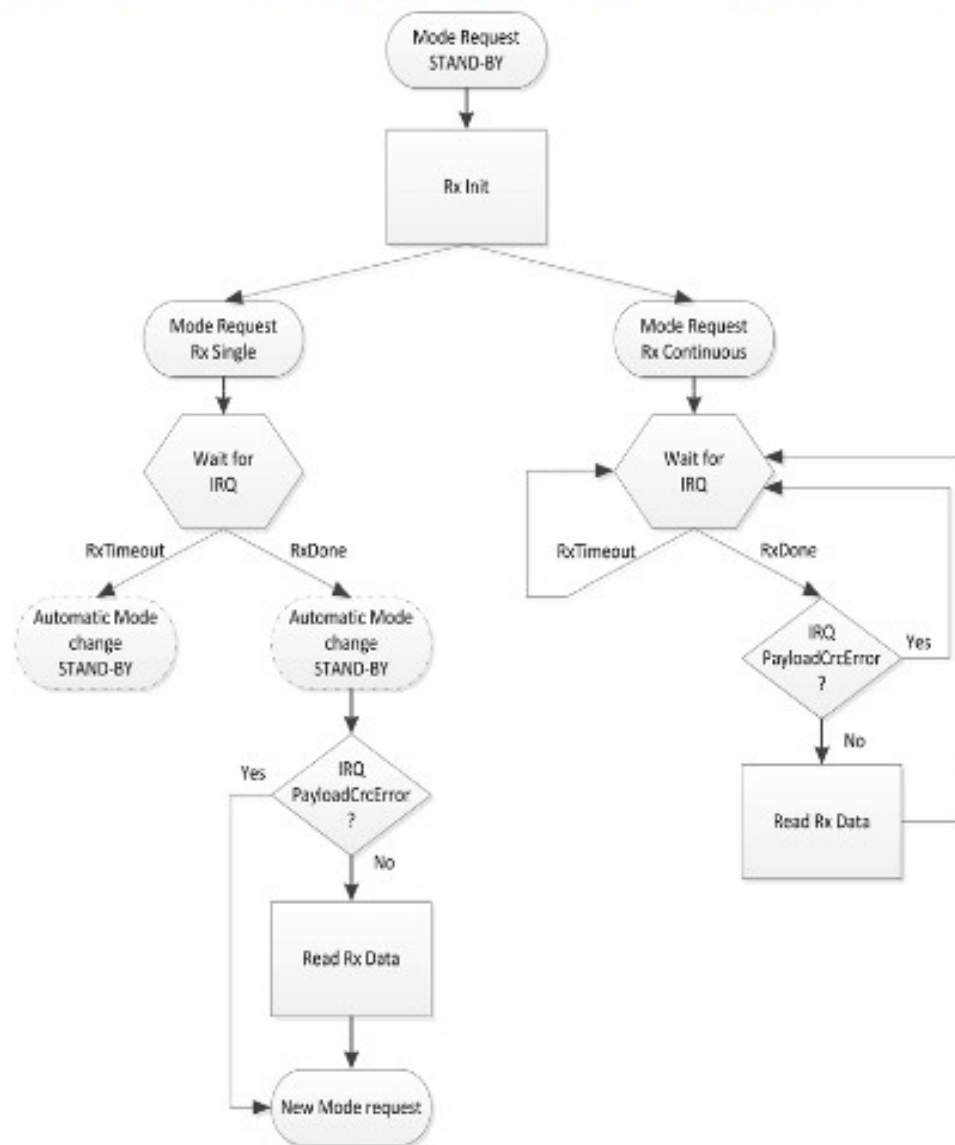 Mode Request
STAND-BY
Rx Init
Mode Request
Rx Single
Mode Request
Rx Continuous
Wait for
IRQ
Wait for
IRQ
RxTimeout
RxDone
RxTimeout
RxDone
Automatic Mode
change
STAND-BY
Automatic Mode
change
STAND-BY
IRQ
PayloadCrcError
?
Yes
No
Yes
IRQ
PayloadCrcError
?
No
Read Rx Data
Read Rx Data
New Mode request